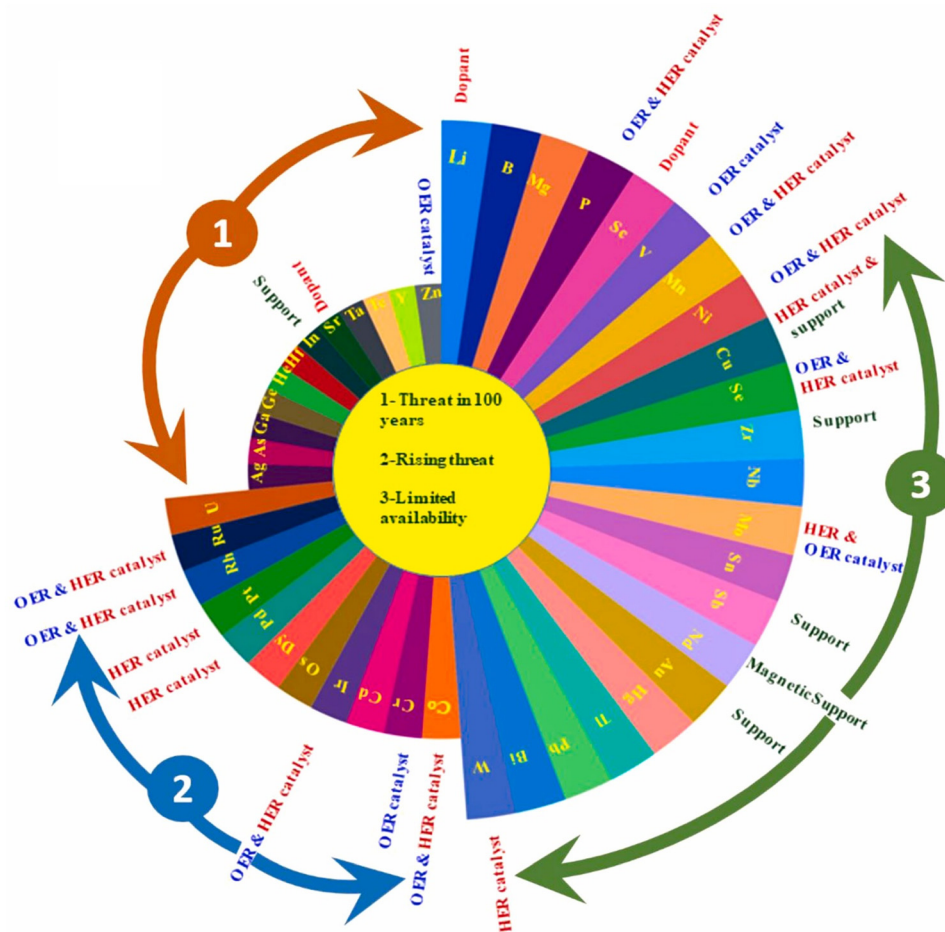 1- Threat in 100
years
2-Rising threat
3-Limited
availability
1
2
3
Li
B
Mg
P
Sc
V
Mn
Ni
Cu
Se
Zr
Nb
Mo
Sn
Sb
Nd
Au
Hg
Tl
Pb
Bi
W
Co
Cr
Cd
Ir
Os
Dy
Pd
Pt
Rh
Ru
U
Ag
As
Ga
Ge
He
Hf
In
Sr
Ta
Te
Y
Zn
Dopant
OER & HER catalyst
Dopant
OER catalyst
OER & HER catalyst
OER & HER catalyst
HER catalyst &
support
OER &
HER catalyst
Support
HER &
OER catalyst
Support
Magnetic Support
Support
HER catalyst
OER & HER catalyst
OER catalyst
OER & HER catalyst
HER catalyst
HER catalyst
OER & HER catalyst
OER & HER catalyst
Support
Dopant
OER catalyst